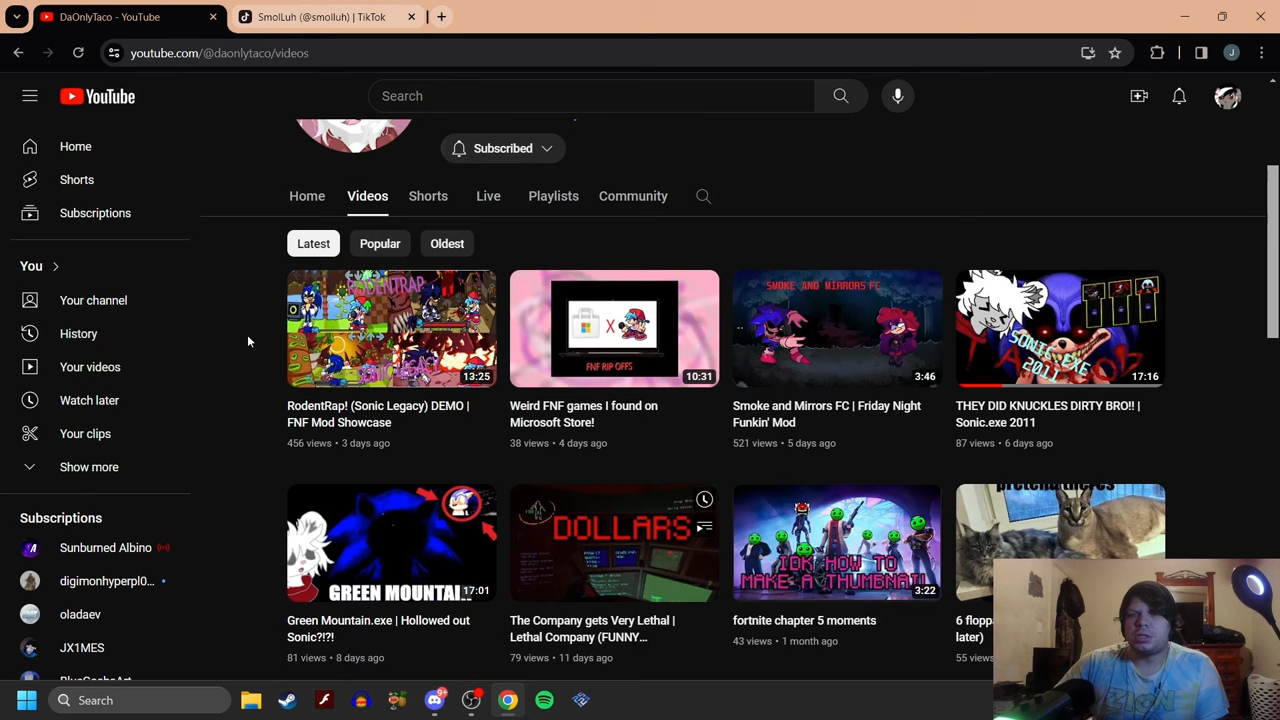 DaOnlyTaco - YouTube
SmolLuh (@smolluh) | TikTok
youtube.com/@daonlytaco/videos
J
YouTube
Search
Home
Shorts
Subscriptions
You
Your channel
History
Your videos
Watch later
Your clips
Show more
Subscriptions
Sunburned Albino
digimonhyperpl0...
oladaev
JX1MES
Subscribed
Home
Videos
Shorts
Live
Playlists
Community
Latest
Popular
Oldest
RODENTRAP
13:25
RodentRap! (Sonic Legacy) DEMO |
FNF Mod Showcase
456 views • 3 days ago
X
FNF RIP OFFS
10:31
Weird FNF games I found on
Microsoft Store!
38 views • 4 days ago
SMOKE AND MIRRORS FC
3:46
Smoke and Mirrors FC | Friday Night
Funkin' Mod
521 views • 5 days ago
SONIC EXE
2011
17:16
THEY DID KNUCKLES DIRTY BRO!! |
Sonic.exe 2011
87 views • 6 days ago
GREEN MOUNTAI
17:01
Green Mountain.exe | Hollowed out
Sonic?!?!
81 views • 8 days ago
DOLLARS
The Company gets Very Lethal |
Lethal Company (FUNNY...
79 views • 11 days ago
IDK HOW TO
MAKE A THUMBNAIL
3:22
fortnite chapter 5 moments
43 views • 1 month ago
6 flopp
later)
55 views
Search
9+